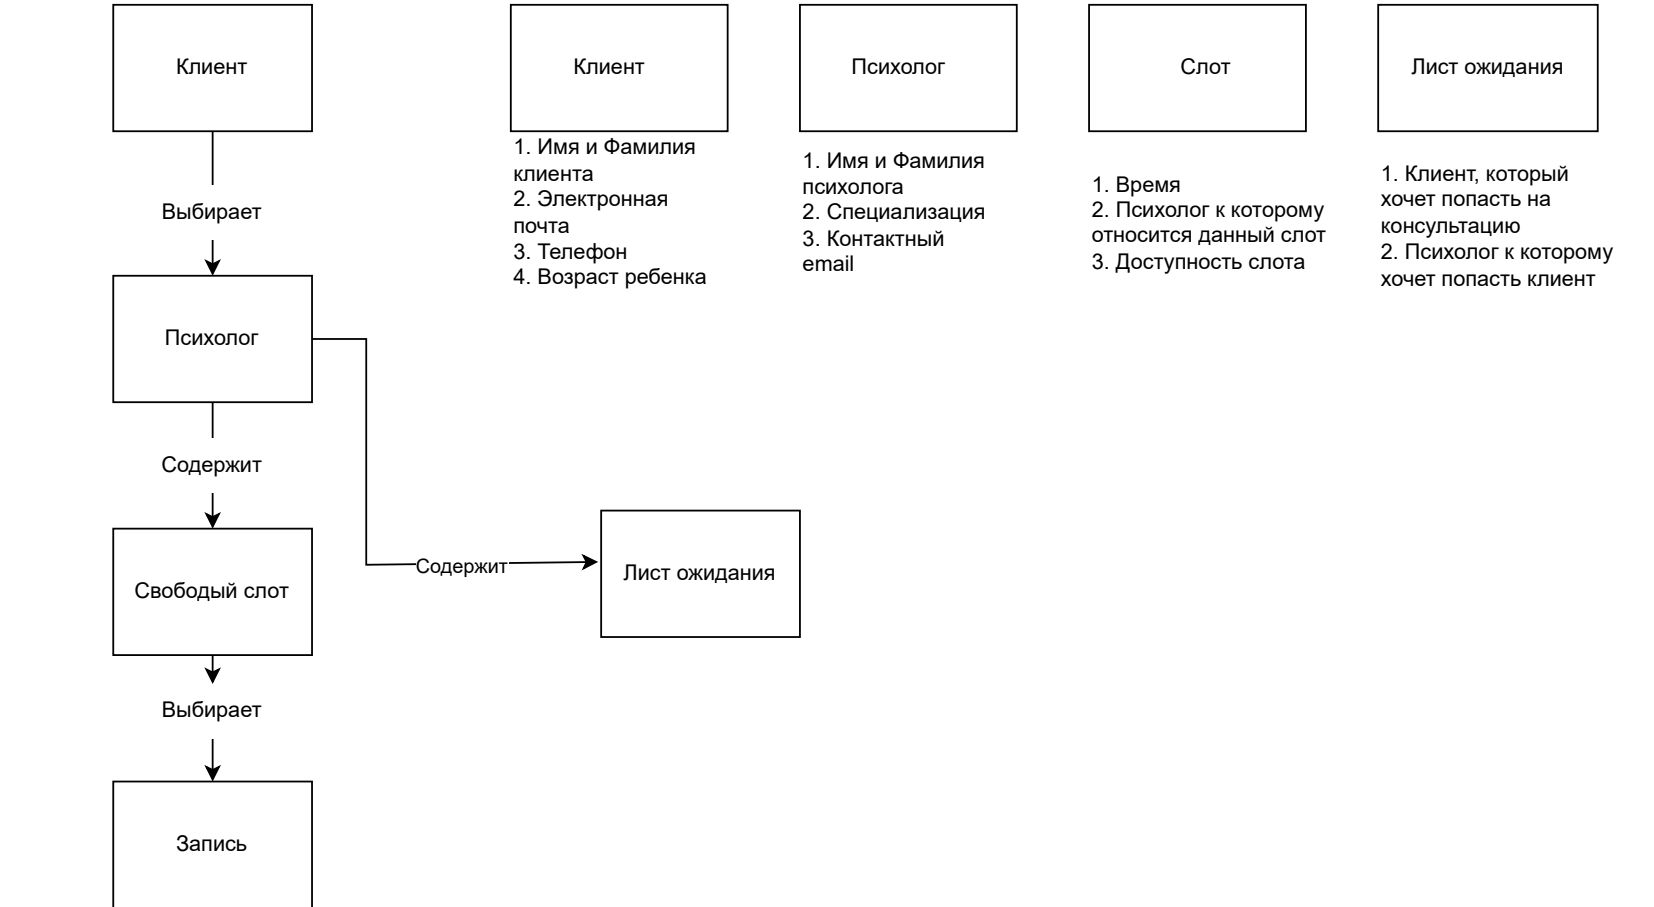 Клиент
Клиент
Психолог
Слот
Лист ожидания
1. Имя и Фамилия
клиента
2. Электронная
почта
3. Телефон
4. Возраст ребенка
1. Имя и Фамилия
психолога
2. Специализация
3. Контактный
email
1. Время
2. Психолог к которому
относится данный слот
3. Доступность слота
1. Клиент, который
хочет попасть на
консультацию
2. Психолог к которому
хочет попасть клиент
Выбирает
Психолог
Содержит
Содержит
Лист ожидания
Свободый слот
Выбирает
Запись